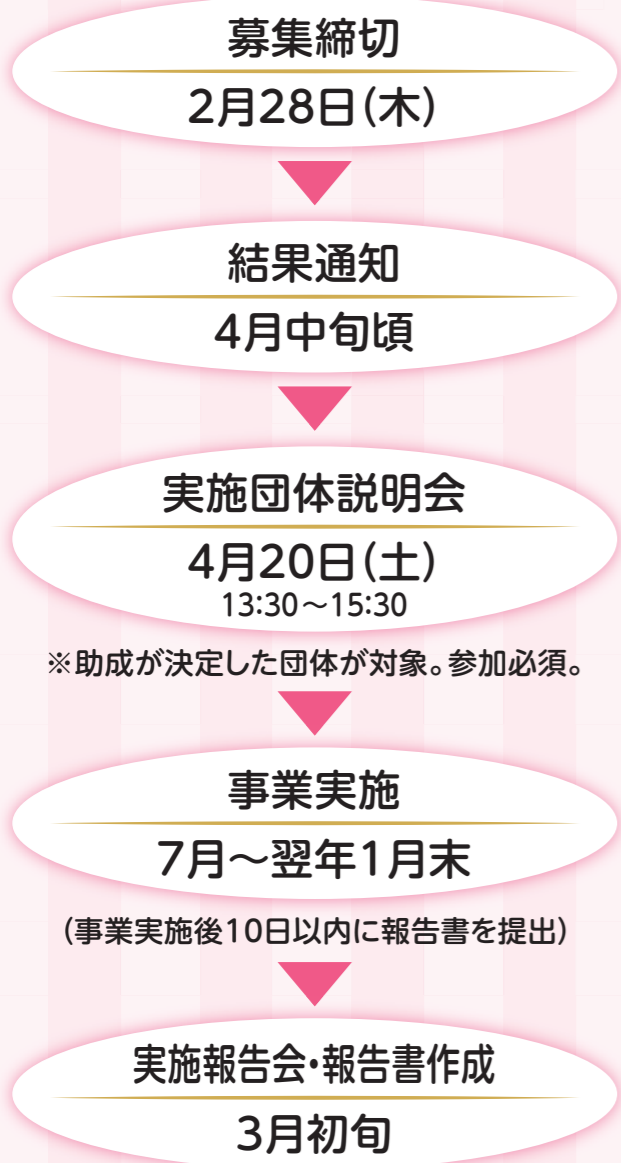 募集締切
2月28日(木)
結果通知
4月中旬頃
実施団体説明会
4月20日(土)
13:30〜15:30
※助成が決定した団体が対象。参加必須。
事業実施
7月〜翌年1月末
(事業実施後10日以内に報告書を提出)
実施報告会・報告書作成
3月初旬